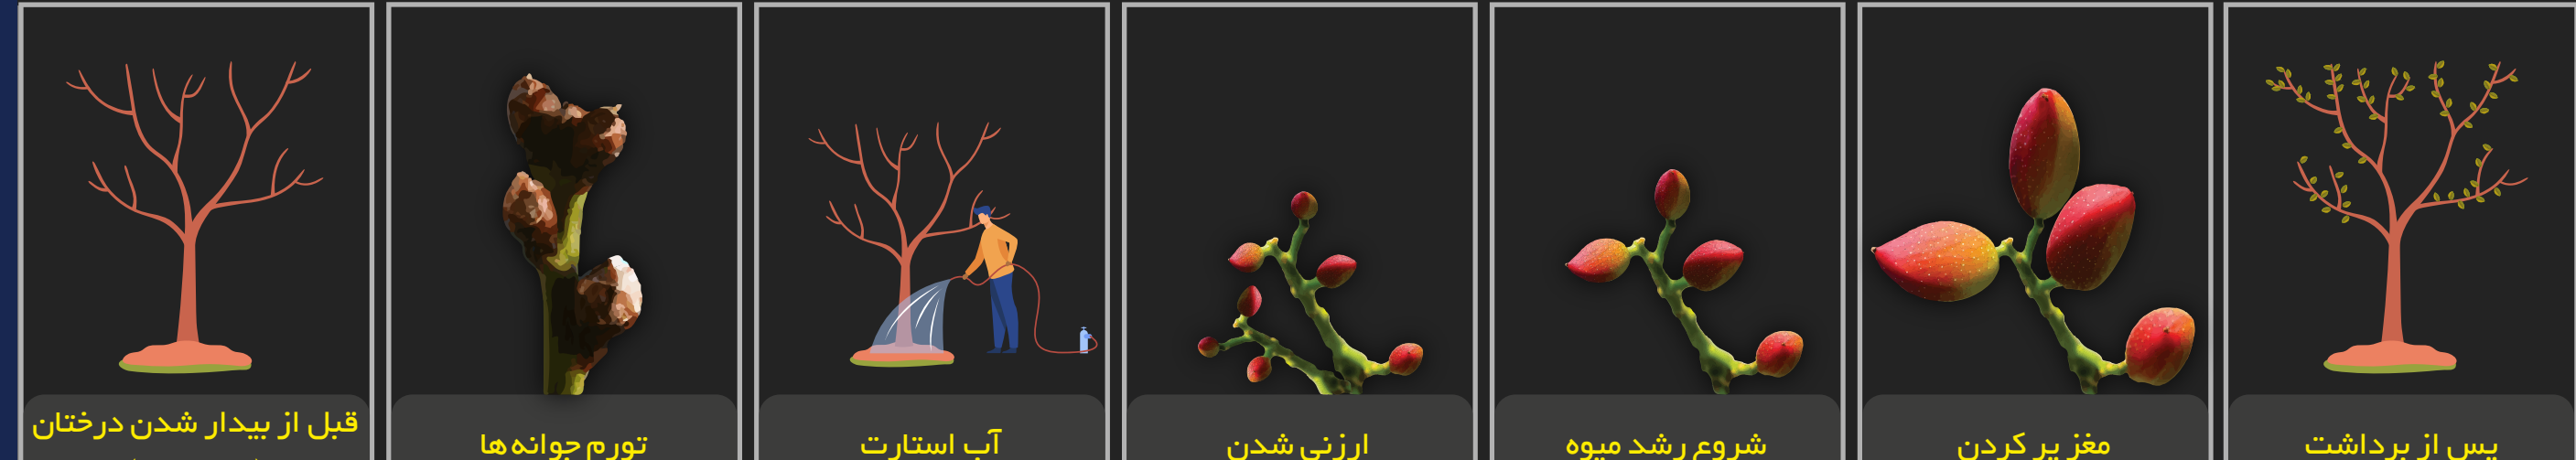 قبل از بیدار شدن درختان
تورم جوانه‌ها
آب استارت
ارزنی شدن
شروع رشد میوه
مغز پر کردن
پس از برداشت